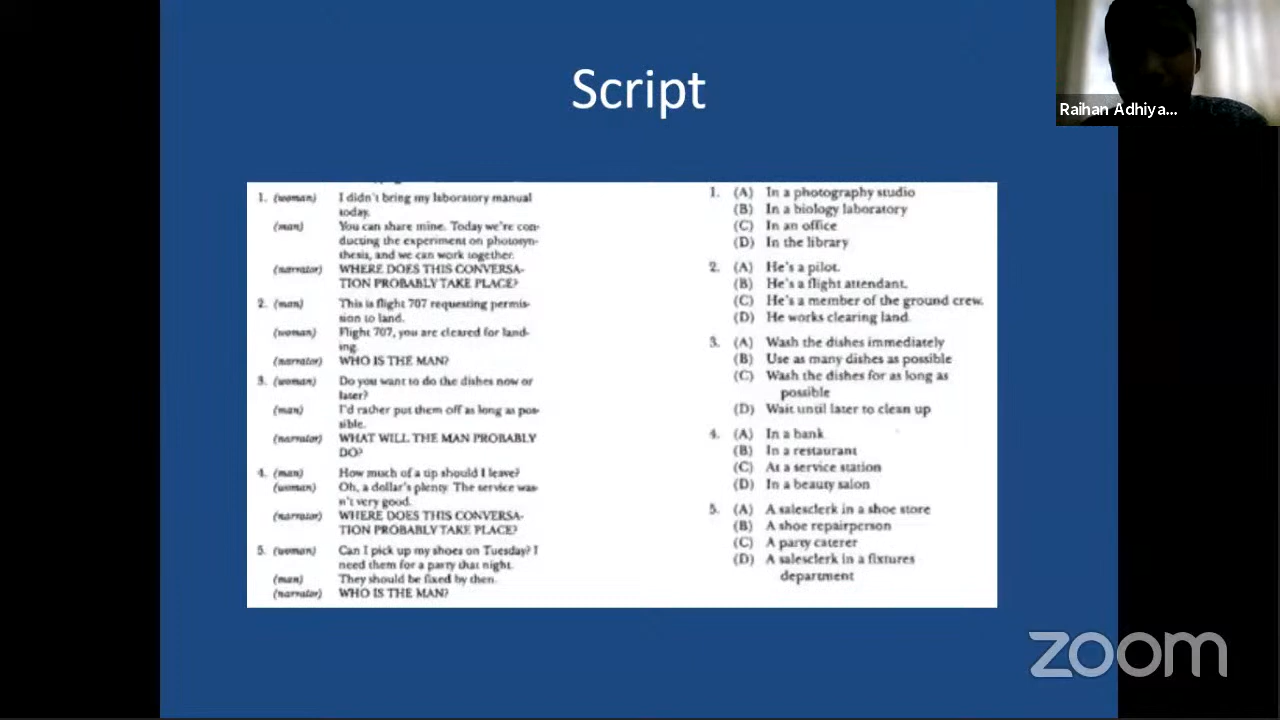 Script
Raihan Adhiya...
1. (woman) I didn't bring my laboratory manual
today.
(man) You can share mine. Today we're con-
ducting the experiment on photosyn-
thesis, and we can work together.
(narrator) WHERE DOES THIS CONVERSA-
TION PROBABLY TAKE PLACE?
2. (man) This is flight 707 requesting permis-
sion to land.
(woman) Flight 707, you are cleared for land-
ing.
(narrator) WHO IS THE MAN?
3. (woman) Do you want to do the dishes now or
later?
(man) I'd rather put them off as long as pos-
sible.
(narrator) WHAT WILL THE MAN PROBABLY
DO?
4. (man) How much of a tip should I leave?
(woman) Oh, a dollar's plenty. The service was-
n't very good.
(narrator) WHERE DOES THIS CONVERSA-
TION PROBABLY TAKE PLACE?
5. (woman) Can I pick up my shoes on Tuesday? I
need them for a party that night.
(man) They should be fixed by then.
(narrator) WHO IS THE MAN?
1. (A) In a photography studio
(B) In a biology laboratory
(C) In an office
(D) In the library
2. (A) He's a pilot.
(B) He's a flight attendant.
(C) He's a member of the ground crew.
(D) He works clearing land.
3. (A) Wash the dishes immediately
(B) Use as many dishes as possible
(C) Wash the dishes for as long as
possible
(D) Wait until later to clean up
4. (A) In a bank
(B) In a restaurant
(C) At a service station
(D) In a beauty salon
5. (A) A salesclerk in a shoe store
(B) A shoe repairperson
(C) A party caterer
(D) A salesclerk in a fixtures
department
zoom